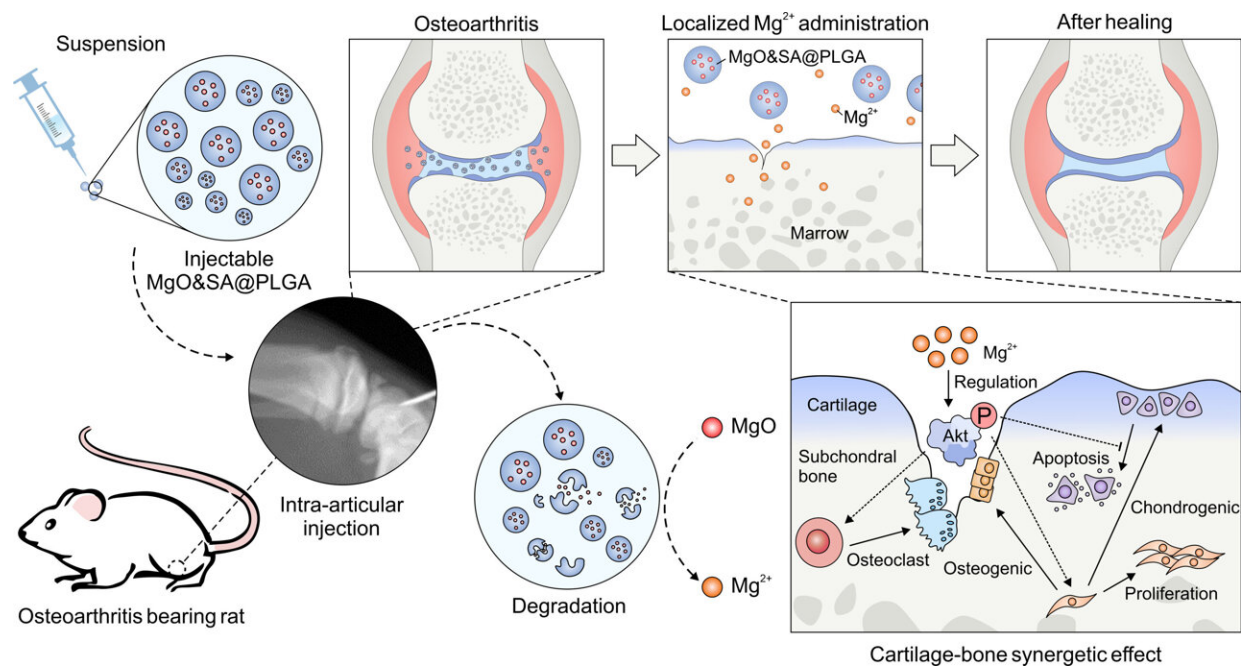 Suspension
Injectable
MgO&SA@PLGA
Osteoarthritis
Localized Mg²⁺ administration
MgO&SA@PLGA
Mg²⁺
Marrow
After healing
Intra-articular
injection
Osteoarthritis bearing rat
Degradation
MgO
Mg²⁺
Mg²⁺
Regulation
Cartilage
P
Akt
Subchondral
bone
Apoptosis
Chondrogenic
Osteoclast
Osteogenic
Proliferation
Cartilage-bone synergetic effect